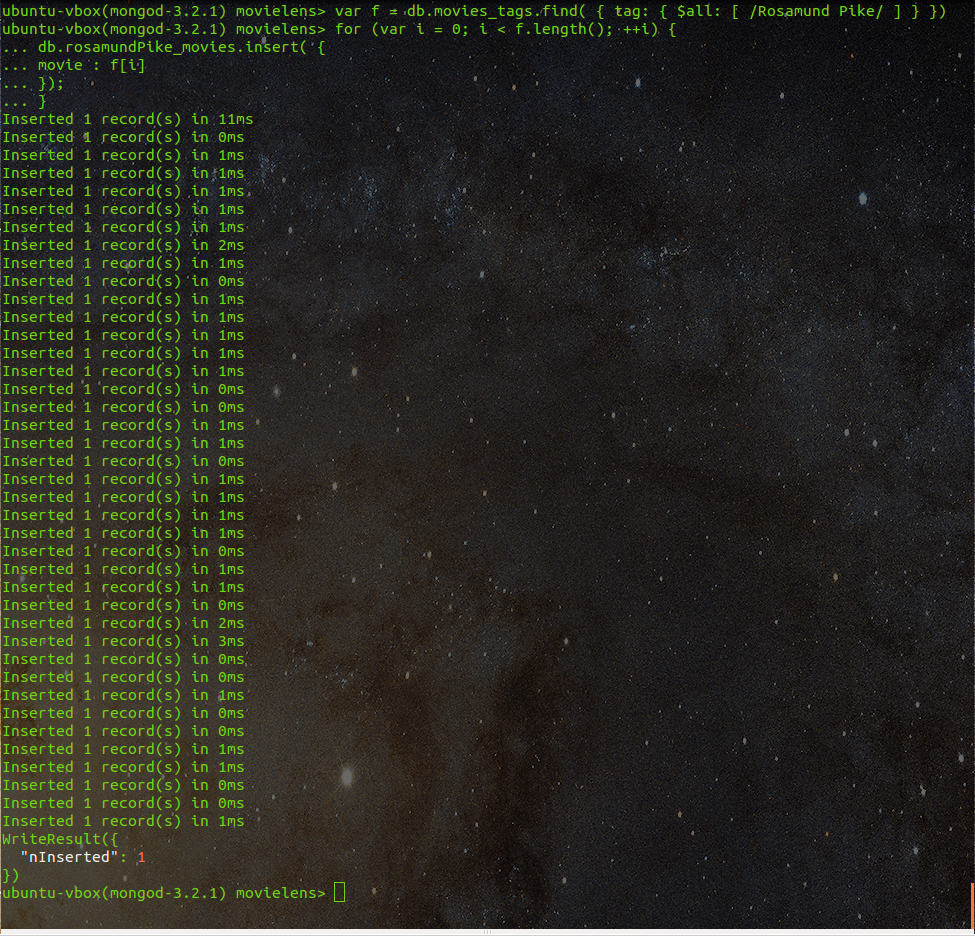 ubuntu-vbox(mongod-3.2.1) movielens> var f = db.movies_tags.find( { tag: { $all: [ /Rosamund Pike/ ] } })
ubuntu-vbox(mongod-3.2.1) movielens> for (var i = 0; i < f.length(); ++i) {
... db.rosamundPike_movies.insert( {
... movie : f[i]
... });
... }
Inserted 1 record(s) in 11ms
Inserted 1 record(s) in 0ms
Inserted 1 record(s) in 1ms
Inserted 1 record(s) in 1ms
Inserted 1 record(s) in 1ms
Inserted 1 record(s) in 1ms
Inserted 1 record(s) in 1ms
Inserted 1 record(s) in 2ms
Inserted 1 record(s) in 1ms
Inserted 1 record(s) in 0ms
Inserted 1 record(s) in 1ms
Inserted 1 record(s) in 1ms
Inserted 1 record(s) in 1ms
Inserted 1 record(s) in 1ms
Inserted 1 record(s) in 1ms
Inserted 1 record(s) in 0ms
Inserted 1 record(s) in 0ms
Inserted 1 record(s) in 1ms
Inserted 1 record(s) in 1ms
Inserted 1 record(s) in 0ms
Inserted 1 record(s) in 1ms
Inserted 1 record(s) in 1ms
Inserted 1 record(s) in 1ms
Inserted 1 record(s) in 1ms
Inserted 1 record(s) in 0ms
Inserted 1 record(s) in 1ms
Inserted 1 record(s) in 1ms
Inserted 1 record(s) in 0ms
Inserted 1 record(s) in 2ms
Inserted 1 record(s) in 3ms
Inserted 1 record(s) in 0ms
Inserted 1 record(s) in 0ms
Inserted 1 record(s) in 1ms
Inserted 1 record(s) in 0ms
Inserted 1 record(s) in 0ms
Inserted 1 record(s) in 1ms
Inserted 1 record(s) in 1ms
Inserted 1 record(s) in 0ms
Inserted 1 record(s) in 0ms
Inserted 1 record(s) in 1ms
WriteResult({
  "nInserted": 1
})
ubuntu-vbox(mongod-3.2.1) movielens>